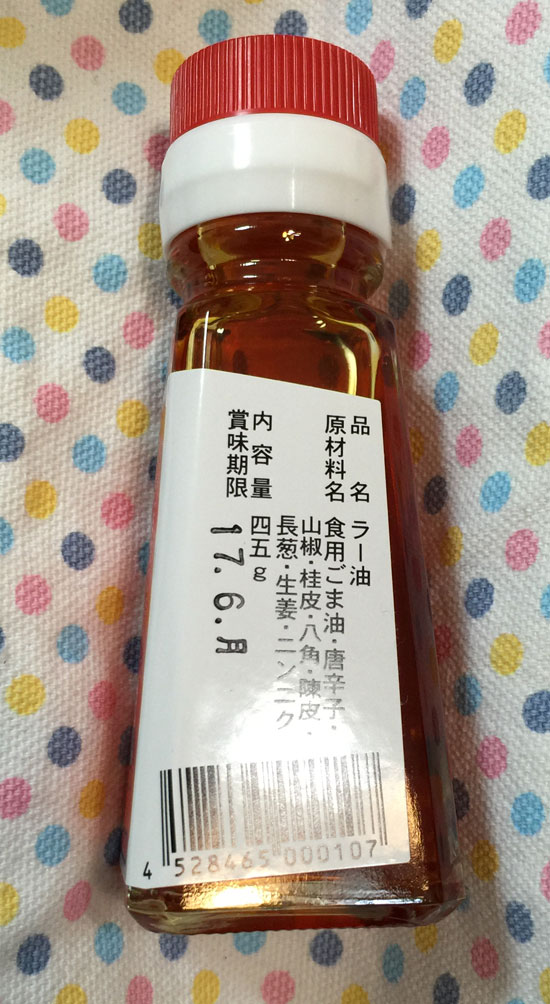 品名 ラー油
原材料名 食用ごま油・唐辛子・
山椒・桂皮・八角・陳皮・
長葱・生姜・ニンニク
内容量 四五g
賞味期限 17.6.月
4 528465 000107